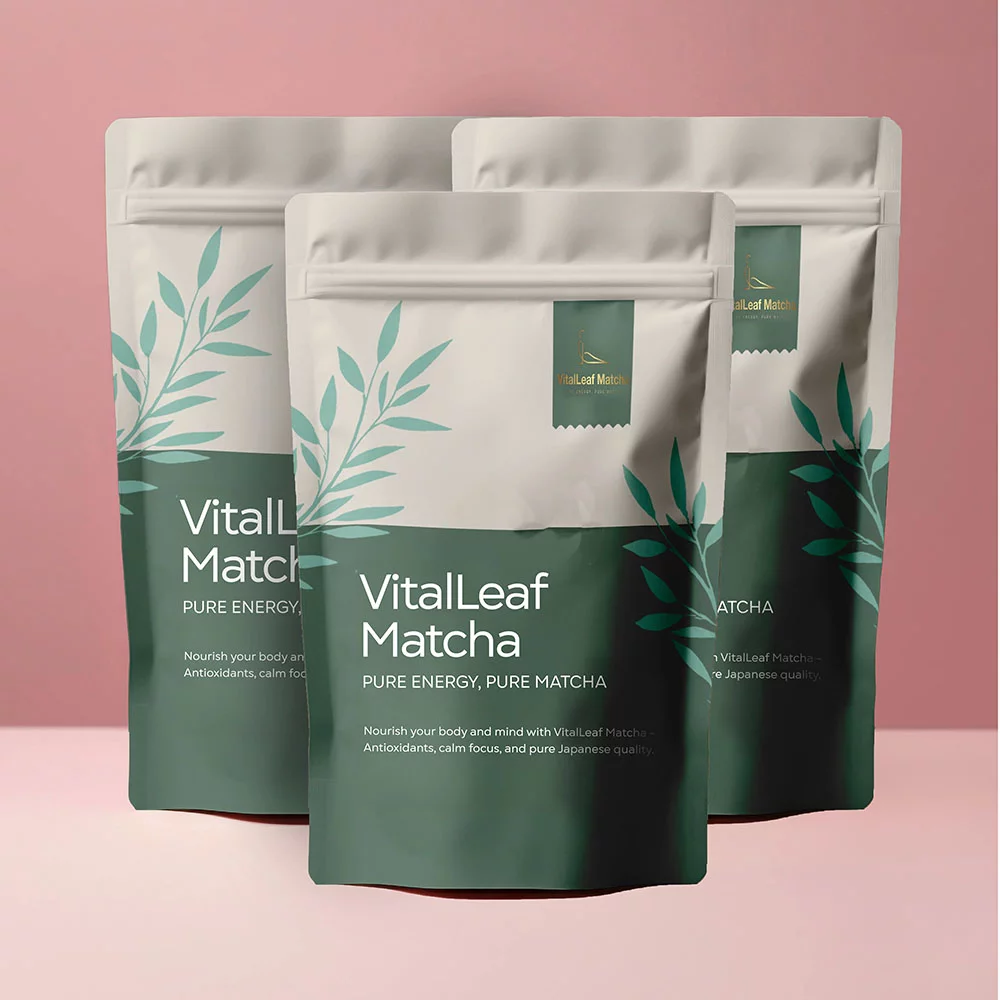 VitalLeaf Matcha
VitalLeaf Matcha
VitalL
Match
PURE ENERGY,
Nourish your body an
Antioxidants, calm foc
VitalLeaf
Matcha
PURE ENERGY, PURE MATCHA
Nourish your body and mind with VitalLeaf Matcha –
Antioxidants, calm focus, and pure Japanese quality.
ATCHA
VitalLeaf Matcha –
re Japanese quality.